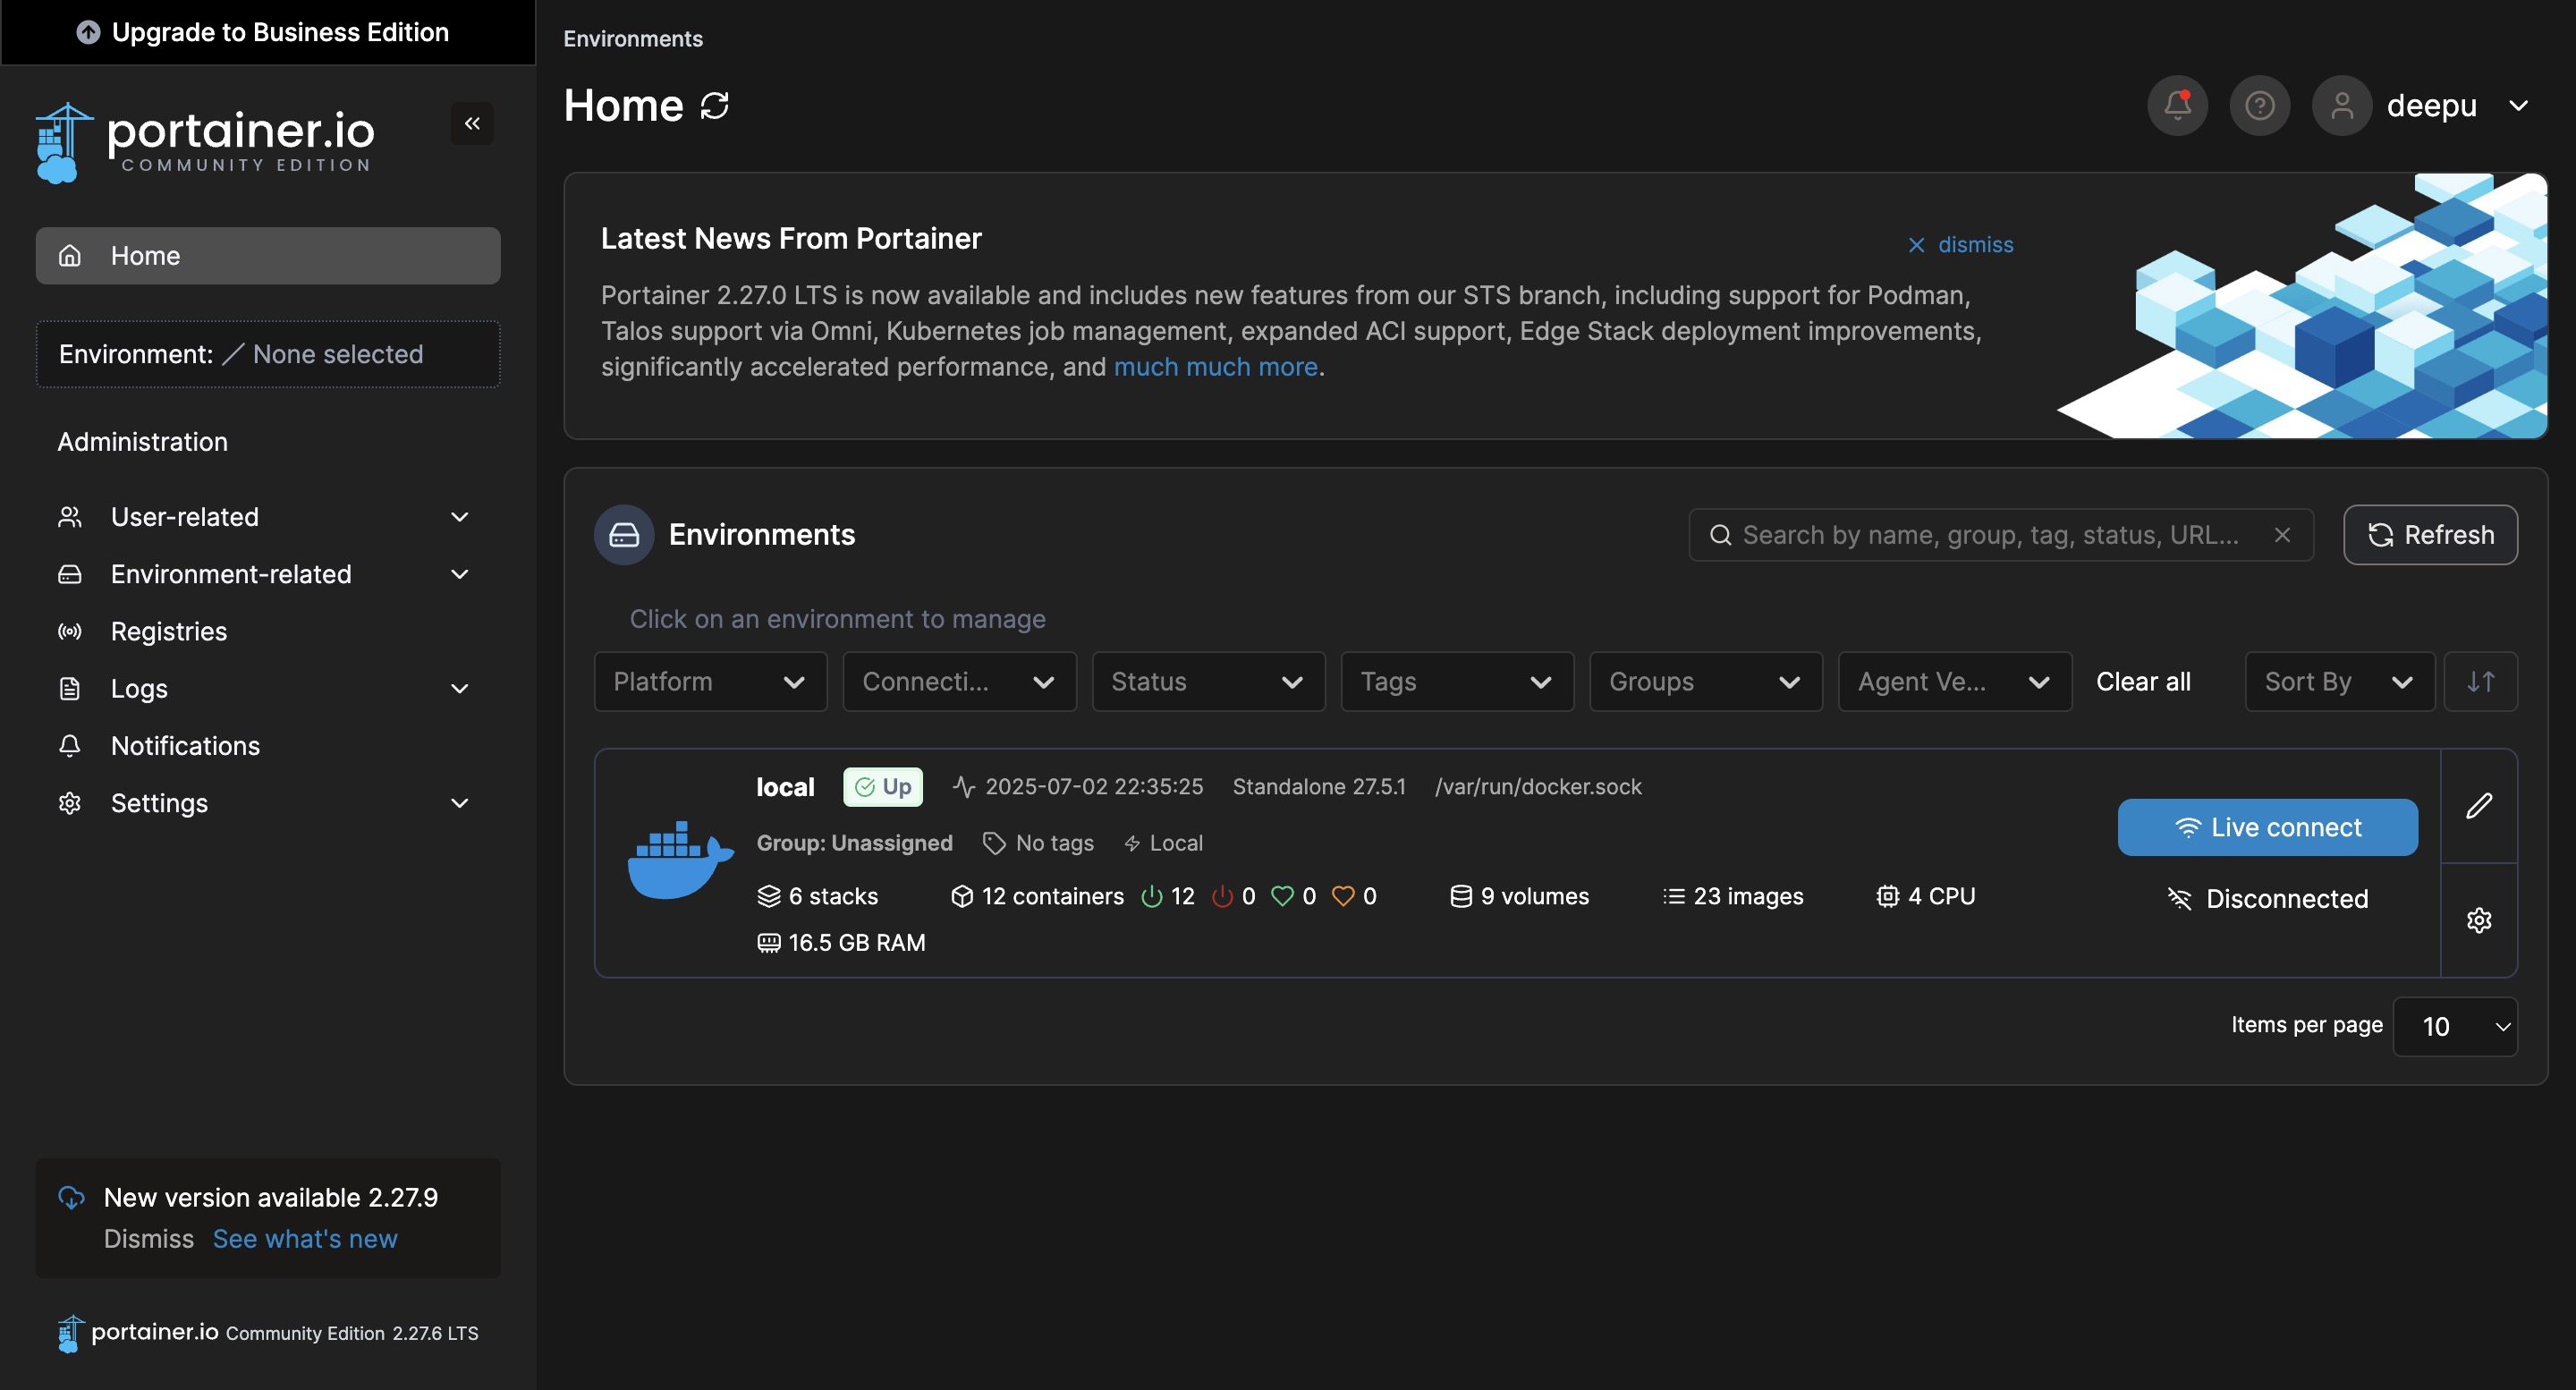 Upgrade to Business Edition
portainer.io
COMMUNITY EDITION
Home
Environment: None selected
Administration
User-related
Environment-related
Registries
Logs
Notifications
Settings
New version available 2.27.9
Dismiss See what's new
portainer.io Community Edition 2.27.6 LTS
Environments
Home
deepu
Latest News From Portainer
dismiss
Portainer 2.27.0 LTS is now available and includes new features from our STS branch, including support for Podman,
Talos support via Omni, Kubernetes job management, expanded ACI support, Edge Stack deployment improvements,
significantly accelerated performance, and much much more.
Environments
Search by name, group, tag, status, URL...
Refresh
Click on an environment to manage
Platform Connecti... Status Tags Groups Agent Ve... Clear all Sort By
local Up 2025-07-02 22:35:25 Standalone 27.5.1 /var/run/docker.sock
Group: Unassigned No tags Local
6 stacks 12 containers 12 0 0 0 9 volumes 23 images 4 CPU
16.5 GB RAM
Live connect
Disconnected
Items per page 10